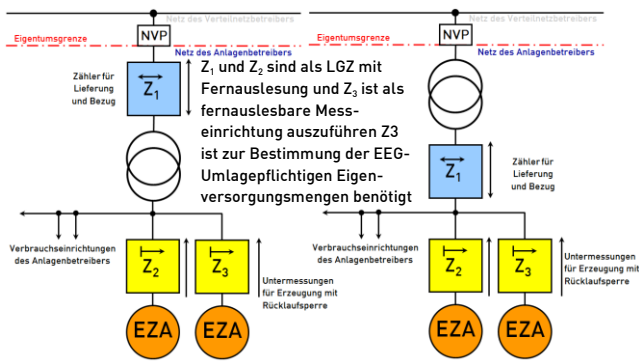 Netz des Verteilnetzbetreibers
NVP
Eigentumsgrenze
Netz des Anlagenbetreibers
Zähler für
Lieferung
und Bezug
Z1
Z1 und Z2 sind als LGZ mit
Fernauslesung und Z3 ist als
fernauslesbare Mess-
einrichtung auszuführen Z3
ist zur Bestimmung der EEG-
Umlagepflichtigen Eigen-
versorgungsmengen benötigt
Verbrauchseinrichtungen
des Anlagenbetreibers
Z2
Z3
Untermessungen
für Erzeugung mit
Rücklaufsperre
EZA
EZA
Netz des Verteilnetzbetreibers
NVP
Eigentumsgrenze
Netz des Anlagenbetreibers
Z1
Zähler für
Lieferung
und Bezug
Verbrauchseinrichtungen
des Anlagenbetreibers
Z2
Z3
Untermessungen
für Erzeugung mit
Rücklaufsperre
EZA
EZA